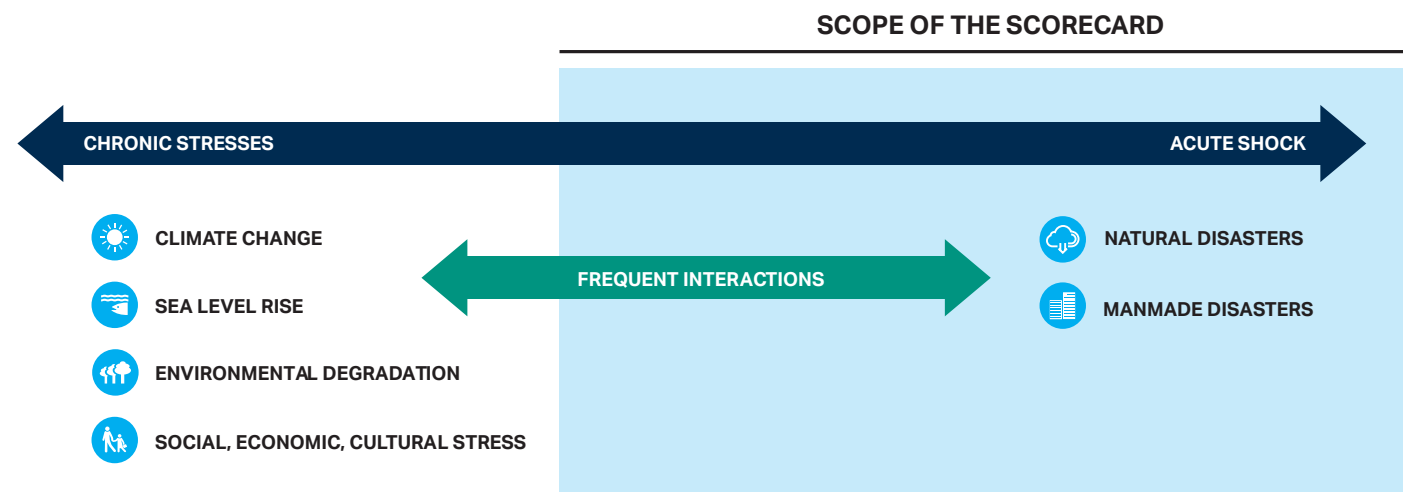 SCOPE OF THE SCORECARD
CHRONIC STRESSES
ACUTE SHOCK
CLIMATE CHANGE
SEA LEVEL RISE
ENVIRONMENTAL DEGRADATION
SOCIAL, ECONOMIC, CULTURAL STRESS
FREQUENT INTERACTIONS
NATURAL DISASTERS
MANMADE DISASTERS